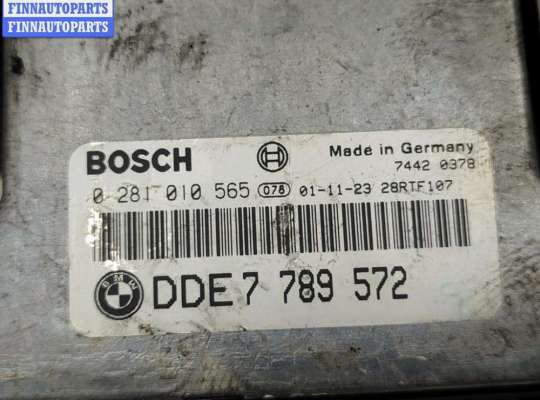 FINNAUTOPARTS
FINNAUTOPARTS
BOSCH
Made in Germany
7442 0378
0 281 010 565 078 01-11-23 28RTF107
BMW
DDE 7 789 572